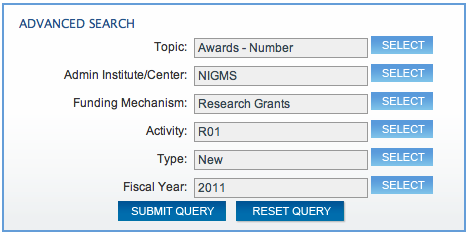 ADVANCED SEARCH
Topic: Awards - Number SELECT
Admin Institute/Center: NIGMS SELECT
Funding Mechanism: Research Grants SELECT
Activity: R01 SELECT
Type: New SELECT
Fiscal Year: 2011 SELECT
SUBMIT QUERY RESET QUERY